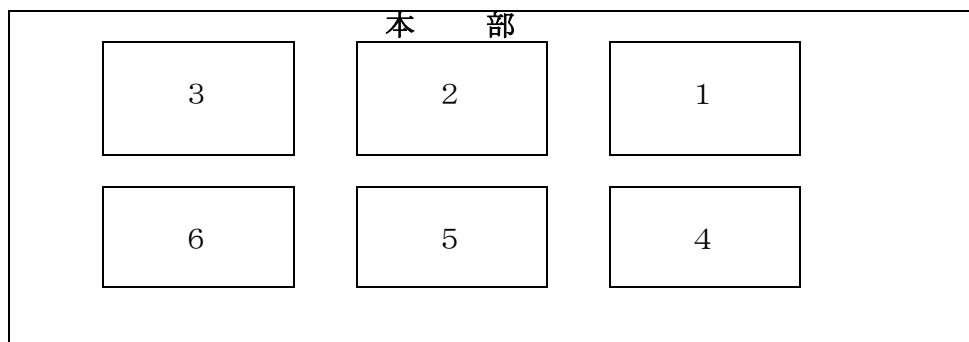 本　部
３　２　１
６　５　４